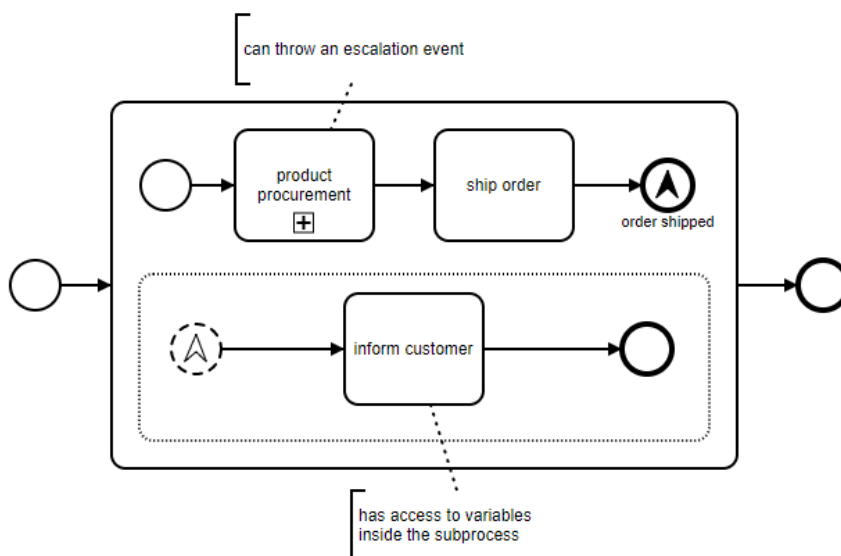 can throw an escalation event
product
procurement
ship order
order shipped
inform customer
has access to variables
inside the subprocess